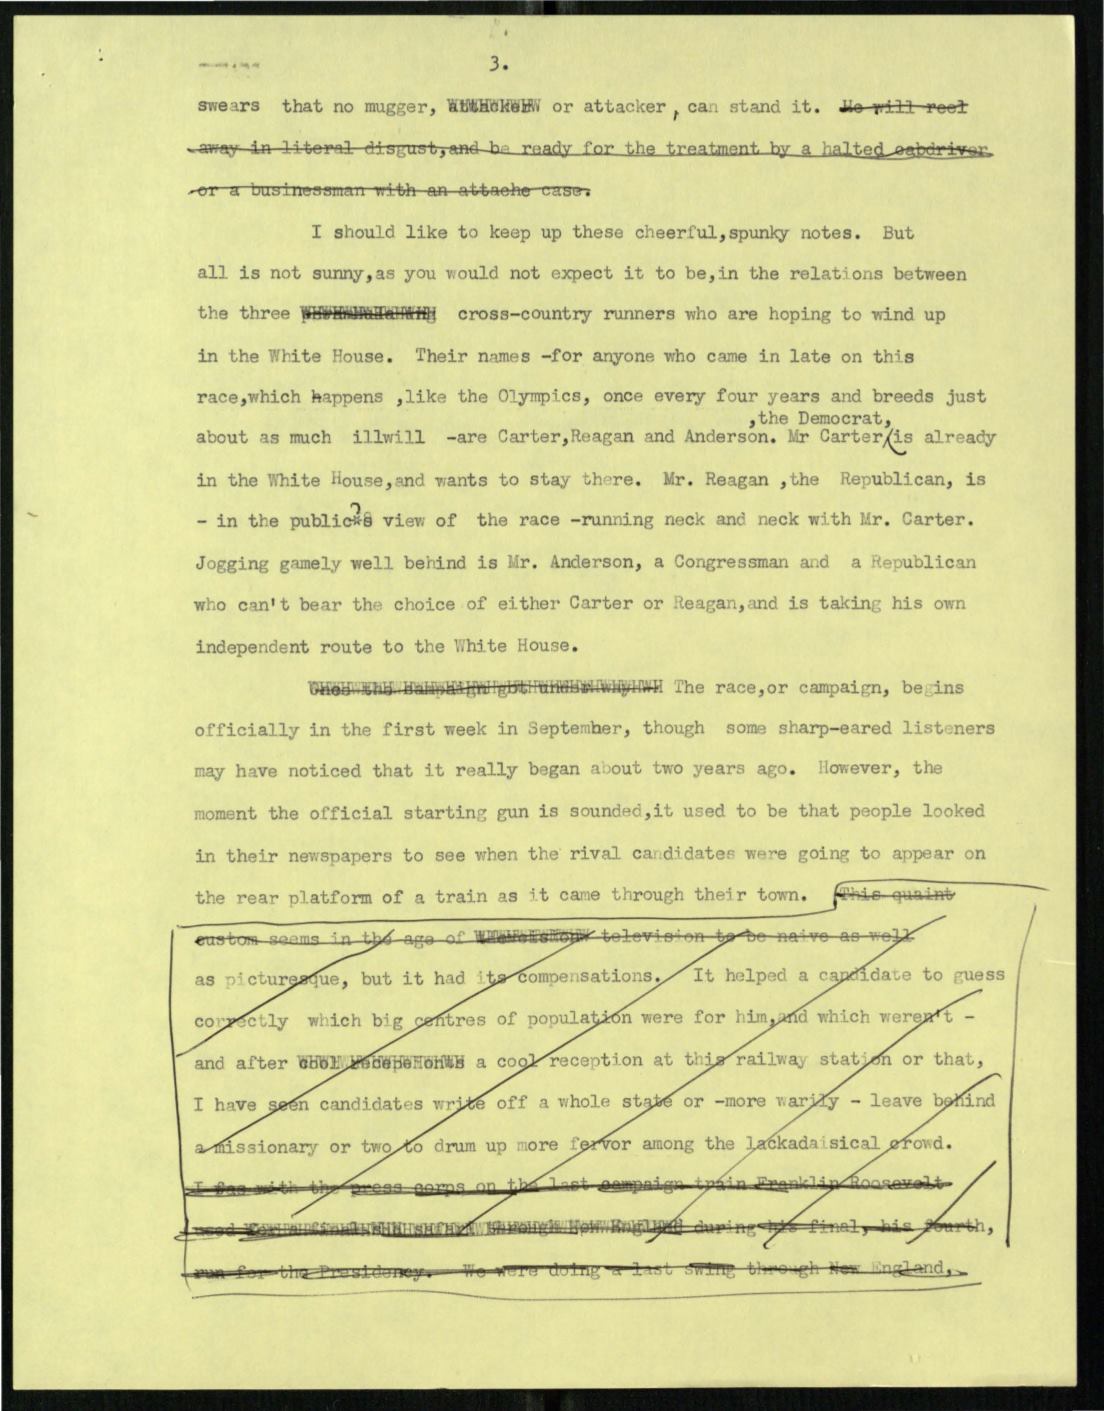 3.
swears that no mugger, or attacker, can stand it. He will reel
away in literal disgust,and be ready for the treatment by a halted cabdriver
or a businessman with an attache case.
I should like to keep up these cheerful,spunky notes. But
all is not sunny,as you would not expect it to be,in the relations between
the three cross-country runners who are hoping to wind up
in the White House. Their names -for anyone who came in late on this
race,which happens ,like the Olympics, once every four years and breeds just
,the Democrat,
about as much illwill -are Carter,Reagan and Anderson. Mr Carter is already
in the White House,and wants to stay there. Mr. Reagan ,the Republican, is
- in the public's view of the race -running neck and neck with Mr. Carter.
Jogging gamely well behind is Mr. Anderson, a Congressman and a Republican
who can't bear the choice of either Carter or Reagan,and is taking his own
independent route to the White House.
The race,or campaign, begins
officially in the first week in September, though some sharp-eared listeners
may have noticed that it really began about two years ago. However, the
moment the official starting gun is sounded,it used to be that people looked
in their newspapers to see when the rival candidates were going to appear on
the rear platform of a train as it came through their town. This quaint
custom seems in the age of television to be naive as well
as picturesque, but it had its compensations. It helped a candidate to guess
correctly which big centres of population were for him,and which weren't -
and after a cool reception at this railway station or that,
I have seen candidates write off a whole state or -more warily - leave behind
a missionary or two to drum up more fervor among the lackadaisical crowd.
I was with the press corps on the last campaign train Franklin Roosevelt
used during his final, his fourth,
run for the Presidency. We were doing a last swing through New England,